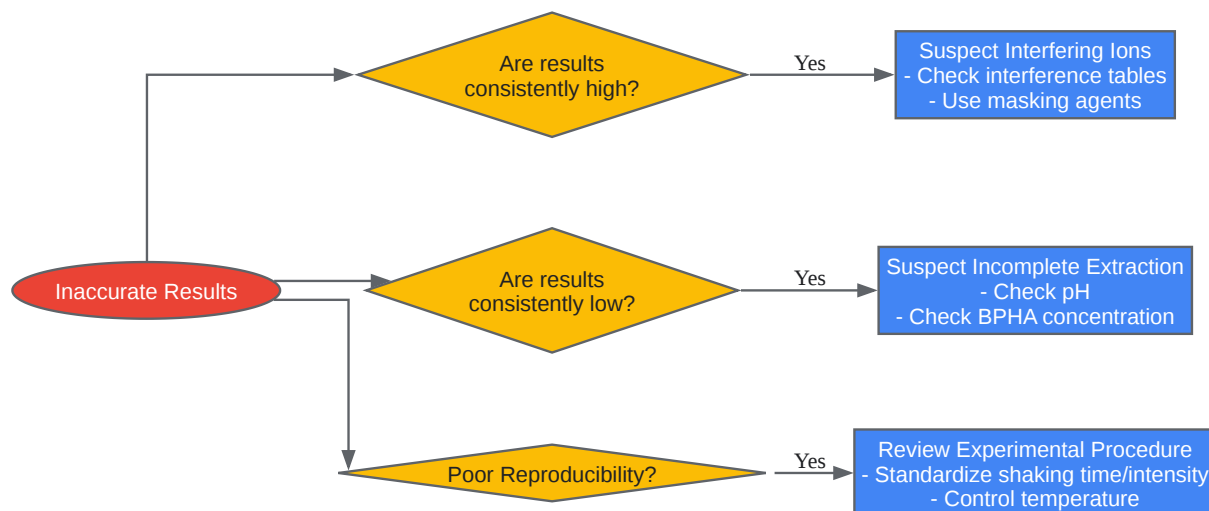 Are results
consistently high?
Yes
Suspect Interfering Ions
- Check interference tables
- Use masking agents
Inaccurate Results
Are results
consistently low?
Yes
Suspect Incomplete Extraction
- Check pH
- Check BPHA concentration
Poor Reproducibility?
Yes
Review Experimental Procedure
- Standardize shaking time/intensity
- Control temperature